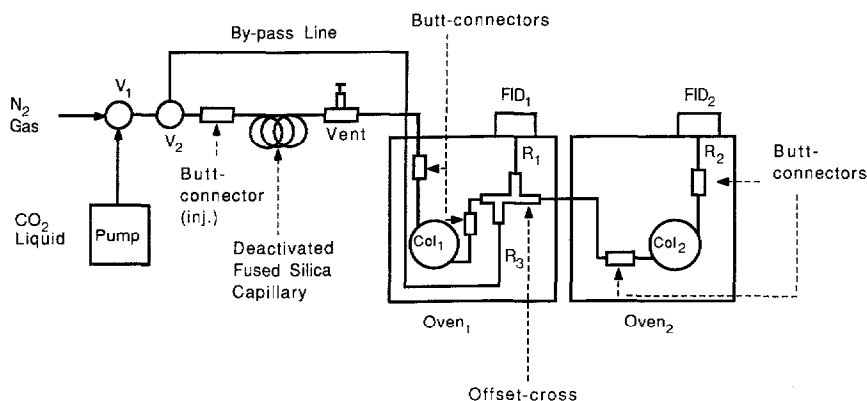 Butt-connectors
By-pass Line
V1
N2
Gas
V2
Vent
FID1
FID2
R1
R2
Butt-
connector
(inj.)
Butt-
connectors
CO2
Liquid
Pump
Deactivated
Fused Silica
Capillary
Col1
R3
Col2
Oven1
Oven2
Offset-cross